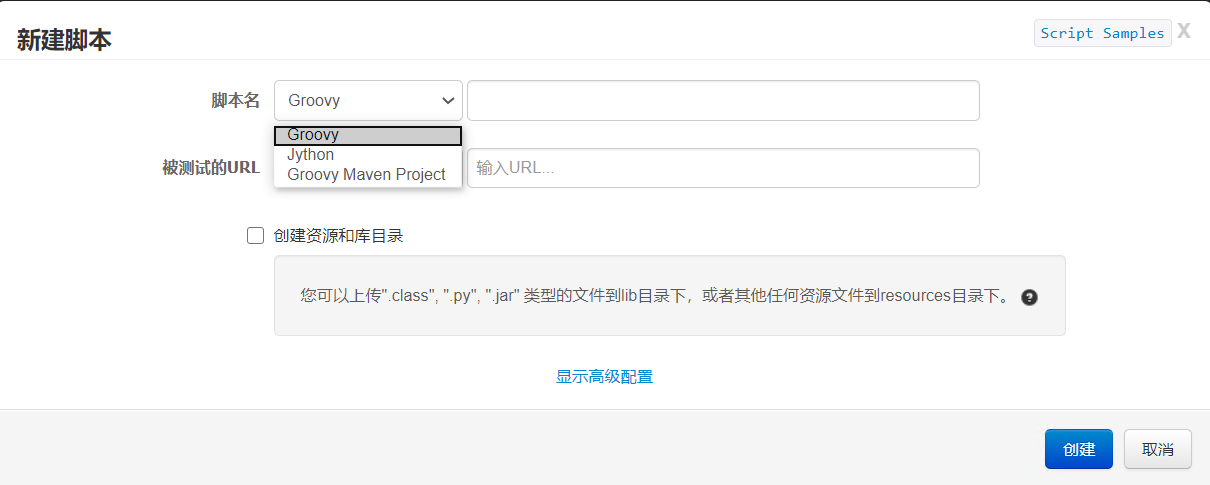 新建脚本
Script Samples
X
脚本名
Groovy
Groovy
Jython
Groovy Maven Project
被测试的URL
输入URL...
创建资源和库目录
您可以上传".class", ".py", ".jar" 类型的文件到lib目录下，或者其他任何资源文件到resources目录下。 ?
显示高级配置
创建
取消